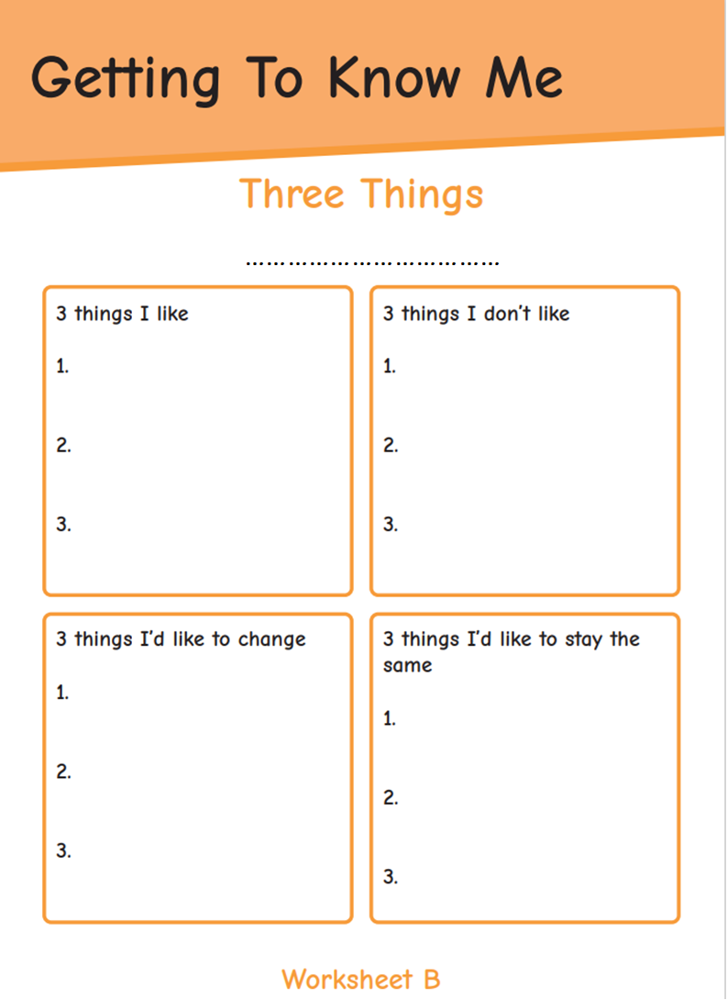 Getting To Know Me
Three Things
………………………………
3 things I like
1.
2.
3.
3 things I don't like
1.
2.
3.
3 things I'd like to change
1.
2.
3.
3 things I'd like to stay the
same
1.
2.
3.
Worksheet B